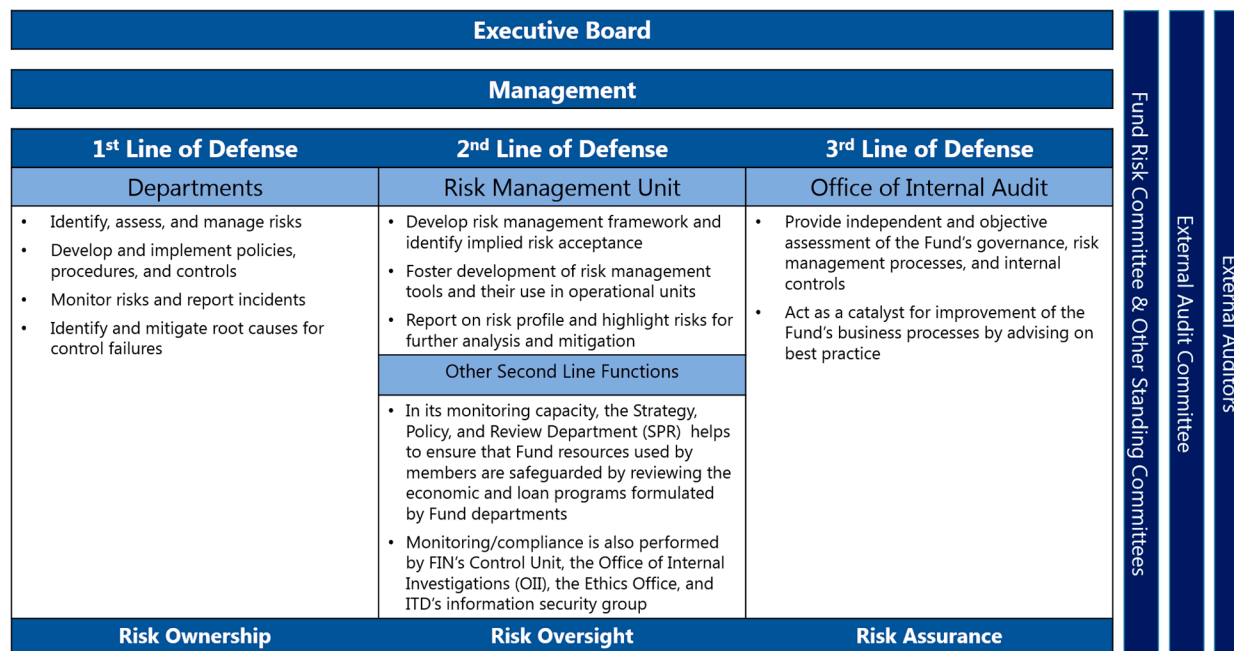 Executive Board
Management
1st Line of Defense
2nd Line of Defense
3rd Line of Defense
Departments
Risk Management Unit
Office of Internal Audit
• Identify, assess, and manage risks
• Develop and implement policies,
procedures, and controls
• Monitor risks and report incidents
• Identify and mitigate root causes for
control failures
• Develop risk management framework and
identify implied risk acceptance
• Foster development of risk management
tools and their use in operational units
• Report on risk profile and highlight risks for
further analysis and mitigation
Other Second Line Functions
• In its monitoring capacity, the Strategy,
Policy, and Review Department (SPR) helps
to ensure that Fund resources used by
members are safeguarded by reviewing the
economic and loan programs formulated
by Fund departments
• Monitoring/compliance is also performed
by FIN's Control Unit, the Office of Internal
Investigations (OII), the Ethics Office, and
ITD's information security group
• Provide independent and objective
assessment of the Fund's governance, risk
management processes, and internal
controls
• Act as a catalyst for improvement of the
Fund's business processes by advising on
best practice
Risk Ownership
Risk Oversight
Risk Assurance
Fund Risk Committee & Other Standing Committees
External Audit Committee
External Auditors